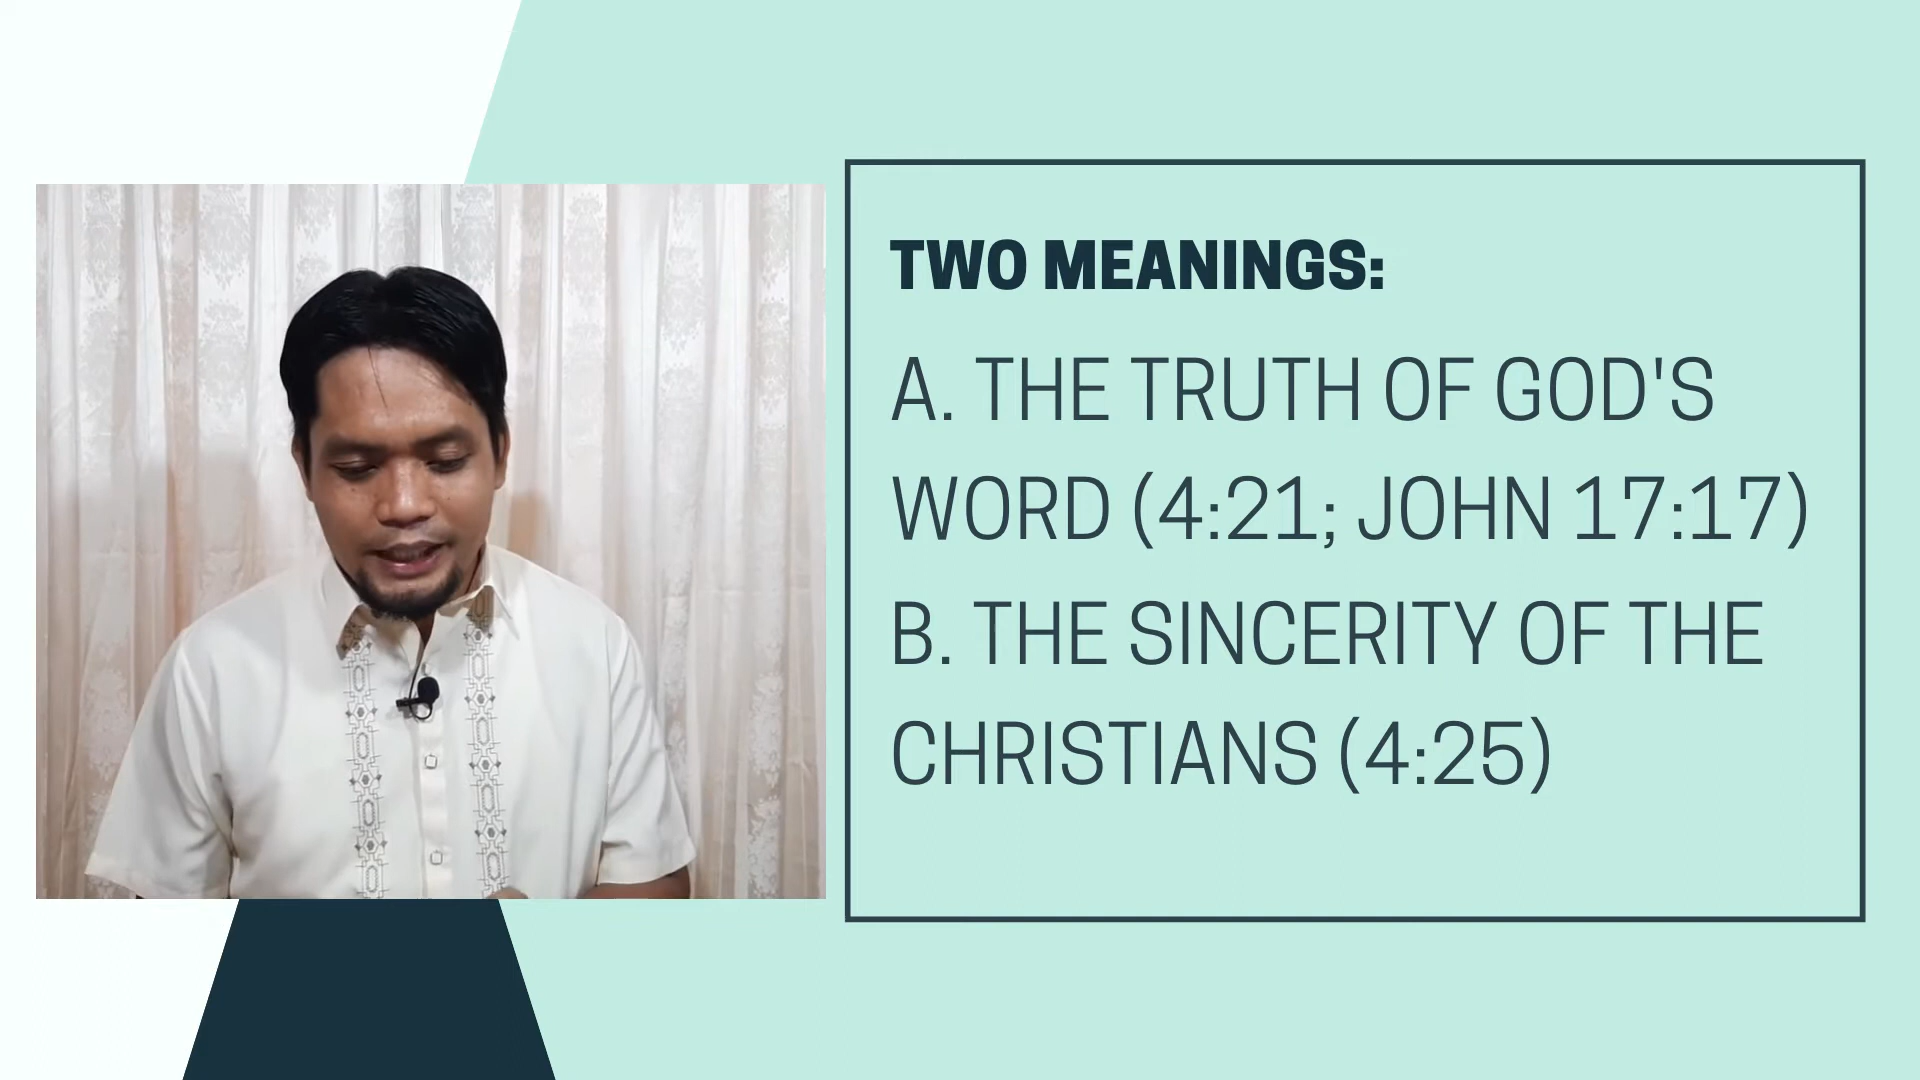 TWO MEANINGS:
A. THE TRUTH OF GOD'S
WORD (4:21; JOHN 17:17)
B. THE SINCERITY OF THE
CHRISTIANS (4:25)